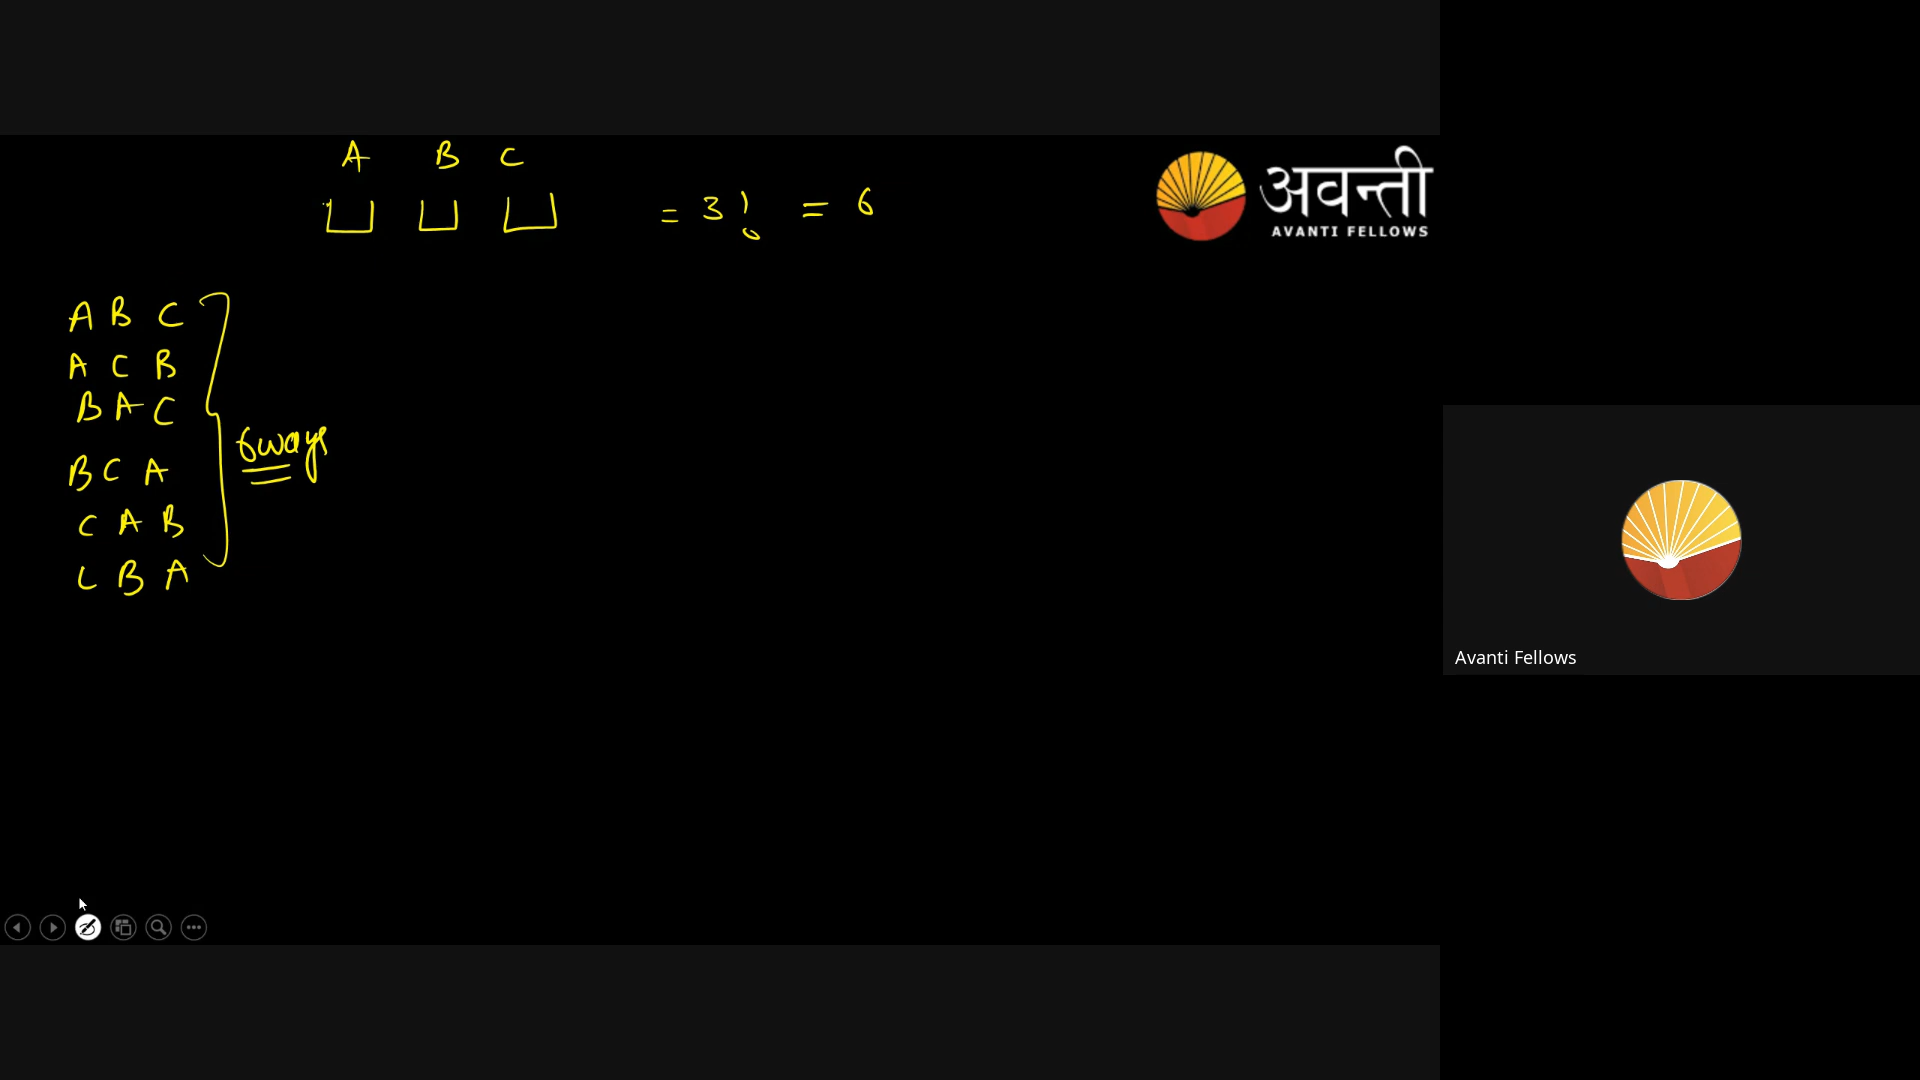 A B C
= 3! = 6
अवन्ती
AVANTI FELLOWS
A B C
A C B
B A C
B C A
6 ways
C A B
C B A
Avanti Fellows